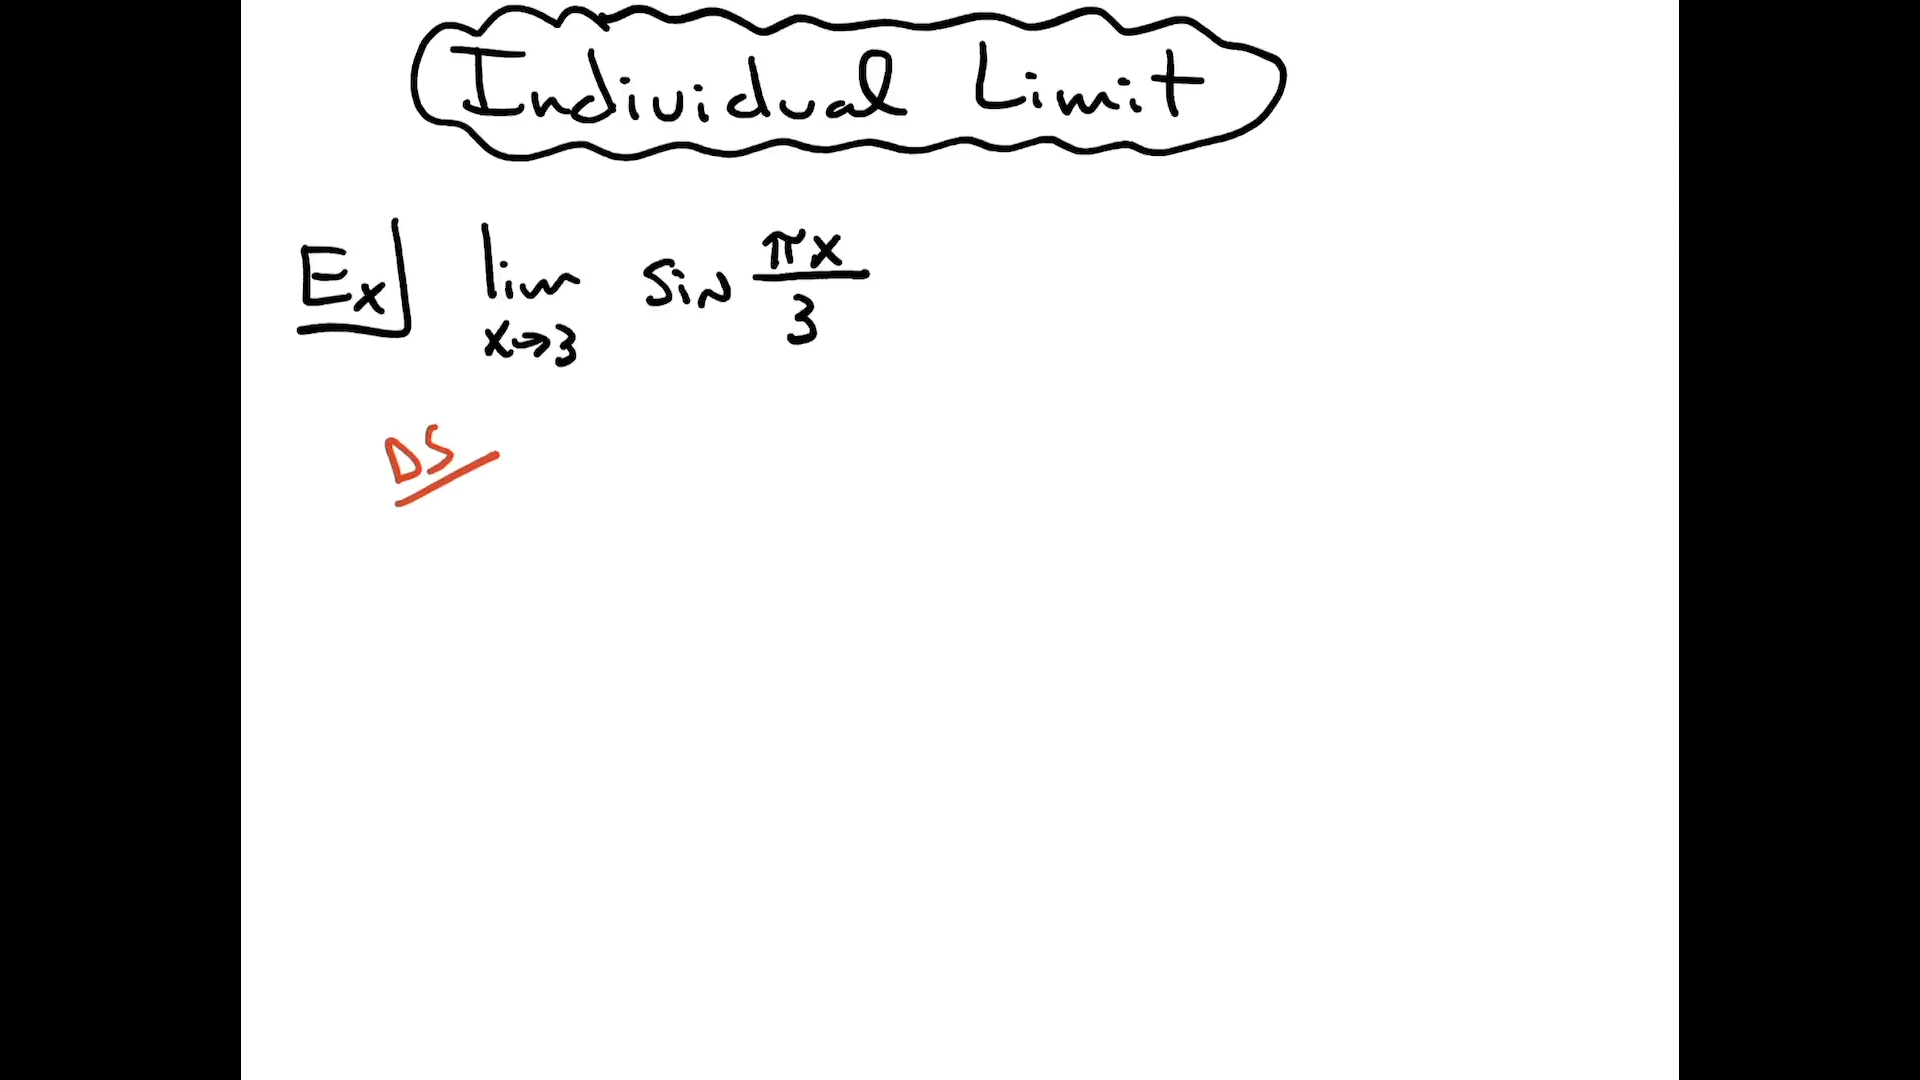 Individual Limit
Ex lim x→3 sin πx/3
DS